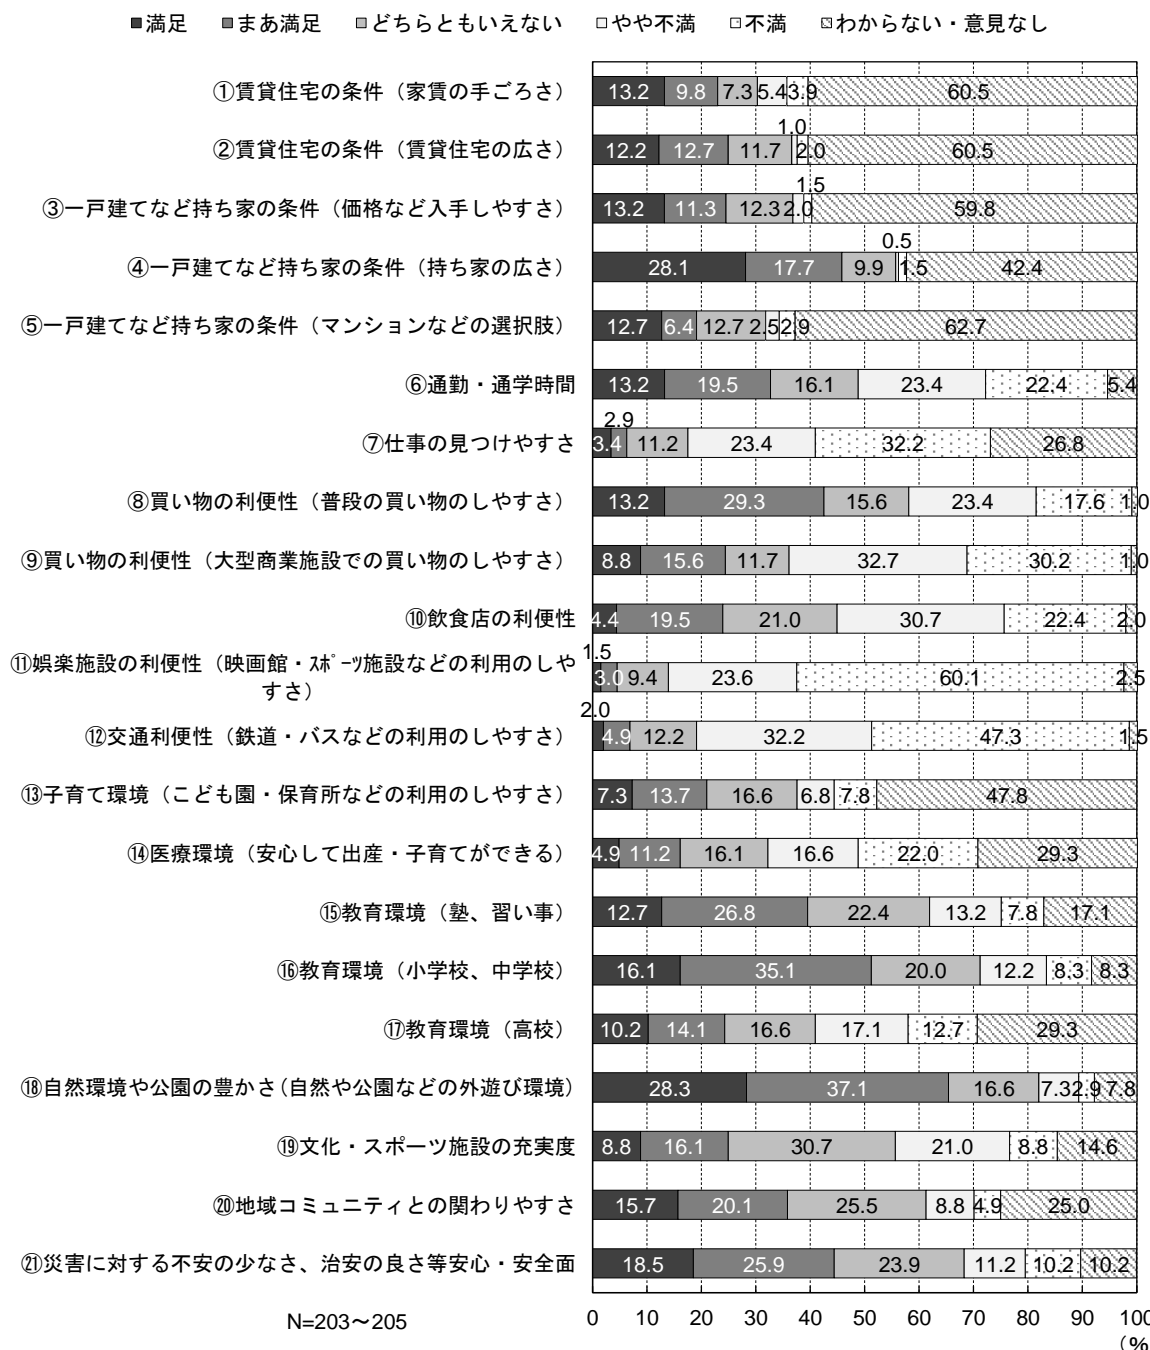 ■満足 ■まあ満足 ■どちらともいえない □やや不満 □不満 ▧わからない・意見なし
①賃貸住宅の条件（家賃の手ごろさ） 13.2 9.8 7.3 5.4 3.9 60.5
1.0
②賃貸住宅の条件（賃貸住宅の広さ） 12.2 12.7 11.7 2.0 60.5
1.5
③一戸建てなど持ち家の条件（価格など入手しやすさ） 13.2 11.3 12.3 2.0 59.8
0.5
④一戸建てなど持ち家の条件（持ち家の広さ） 28.1 17.7 9.9 1.5 42.4
⑤一戸建てなど持ち家の条件（マンションなどの選択肢） 12.7 6.4 12.7 2.5 2.9 62.7
⑥通勤・通学時間 13.2 19.5 16.1 23.4 22.4 5.4
2.9
⑦仕事の見つけやすさ 3.4 11.2 23.4 32.2 26.8
⑧買い物の利便性（普段の買い物のしやすさ） 13.2 29.3 15.6 23.4 17.6 1.0
⑨買い物の利便性（大型商業施設での買い物のしやすさ） 8.8 15.6 11.7 32.7 30.2 1.0
⑩飲食店の利便性 4.4 19.5 21.0 30.7 22.4 2.0
1.5
⑪娯楽施設の利便性（映画館・ｽﾎﾟｰﾂ施設などの利用のしや
すさ） 3.0 9.4 23.6 60.1 2.5
2.0
⑫交通利便性（鉄道・バスなどの利用のしやすさ） 4.9 12.2 32.2 47.3 1.5
⑬子育て環境（こども園・保育所などの利用のしやすさ） 7.3 13.7 16.6 6.8 7.8 47.8
⑭医療環境（安心して出産・子育てができる） 4.9 11.2 16.1 16.6 22.0 29.3
⑮教育環境（塾、習い事） 12.7 26.8 22.4 13.2 7.8 17.1
⑯教育環境（小学校、中学校） 16.1 35.1 20.0 12.2 8.3 8.3
⑰教育環境（高校） 10.2 14.1 16.6 17.1 12.7 29.3
⑱自然環境や公園の豊かさ（自然や公園などの外遊び環境） 28.3 37.1 16.6 7.3 2.9 7.8
⑲文化・スポーツ施設の充実度 8.8 16.1 30.7 21.0 8.8 14.6
⑳地域コミュニティとの関わりやすさ 15.7 20.1 25.5 8.8 4.9 25.0
㉑災害に対する不安の少なさ、治安の良さ等安心・安全面 18.5 25.9 23.9 11.2 10.2 10.2
N=203～205
0 10 20 30 40 50 60 70 80 90 100
（%